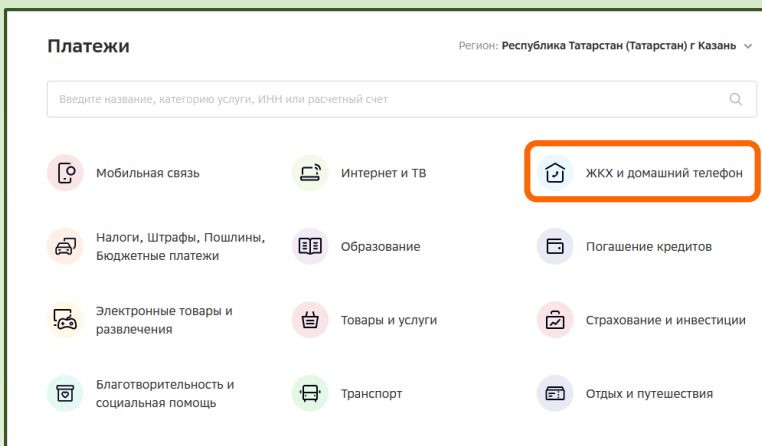 Платежи
Регион: Республика Татарстан (Татарстан) г Казань
Введите название, категорию услуги, ИНН или расчетный счет
Мобильная связь
Интернет и ТВ
ЖКХ и домашний телефон
Налоги, Штрафы, Пошлины,
Бюджетные платежи
Образование
Погашение кредитов
Электронные товары и
развлечения
Товары и услуги
Страхование и инвестиции
Благотворительность и
социальная помощь
Транспорт
Отдых и путешествия